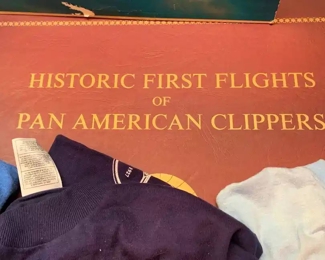 HISTORIC FIRST FLIGHTS
OF
PAN AMERICAN CLIPPERS